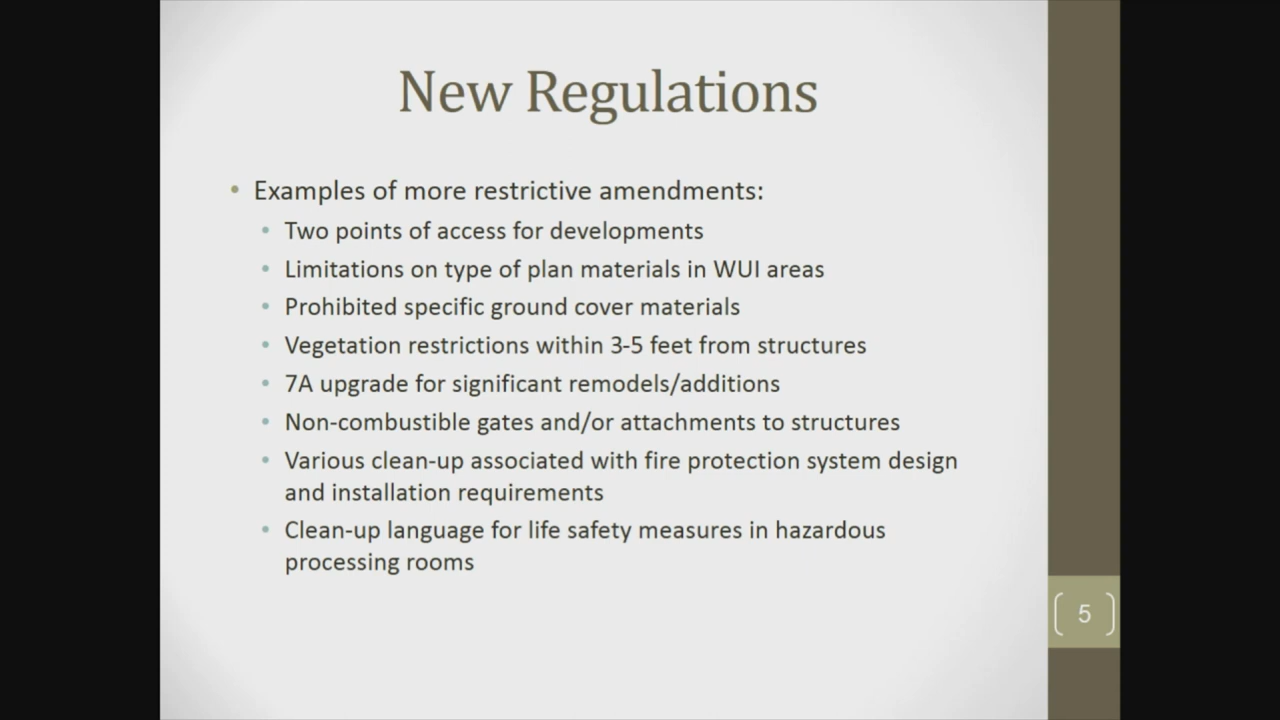 New Regulations
• Examples of more restrictive amendments:
• Two points of access for developments
• Limitations on type of plan materials in WUI areas
• Prohibited specific ground cover materials
• Vegetation restrictions within 3-5 feet from structures
• 7A upgrade for significant remodels/additions
• Non-combustible gates and/or attachments to structures
• Various clean-up associated with fire protection system design
and installation requirements
• Clean-up language for life safety measures in hazardous
processing rooms
5